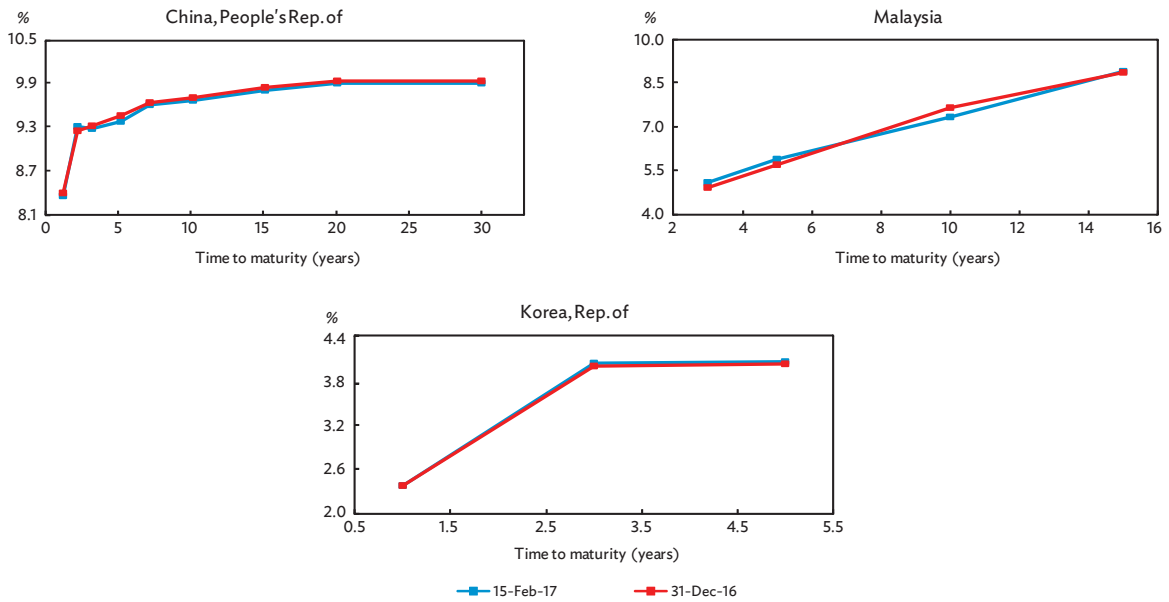 China, People's Rep. of
%
10.5
9.9
9.3
8.7
8.1
0 5 10 15 20 25 30
Time to maturity (years)
Malaysia
%
10.0
8.5
7.0
5.5
4.0
2 4 6 8 10 12 14 16
Time to maturity (years)
Korea, Rep. of
%
4.4
3.8
3.2
2.6
2.0
0.5 1.5 2.5 3.5 4.5 5.5
Time to maturity (years)
15-Feb-17 31-Dec-16